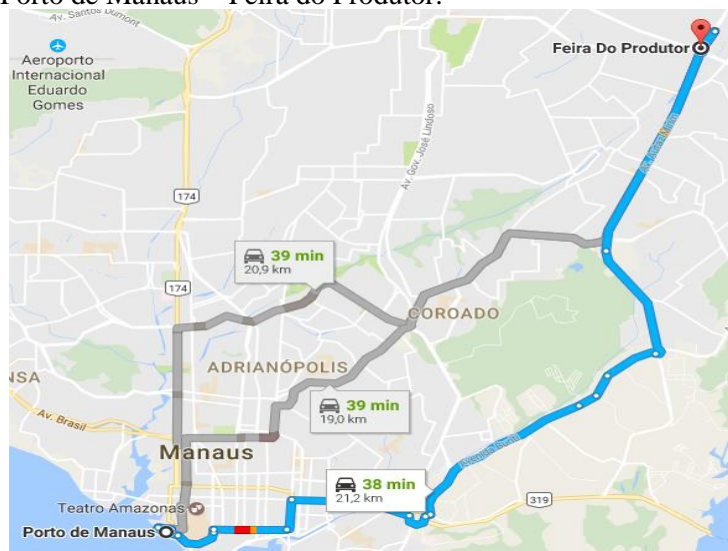 Porto de Manaus – Feira do Produtor.
Av. Santos Dumont
Aeroporto
Internacional
Eduardo
Gomes
Feira Do Produtor
Av. Gov. José Lindoso
174
39 min
20,9 km
174
COROADO
ADRIANÓPOLIS
NSA
39 min
19,0 km
Av. Brasil
Manaus
38 min
21,2 km
319
Teatro Amazonas
Porto de Manaus